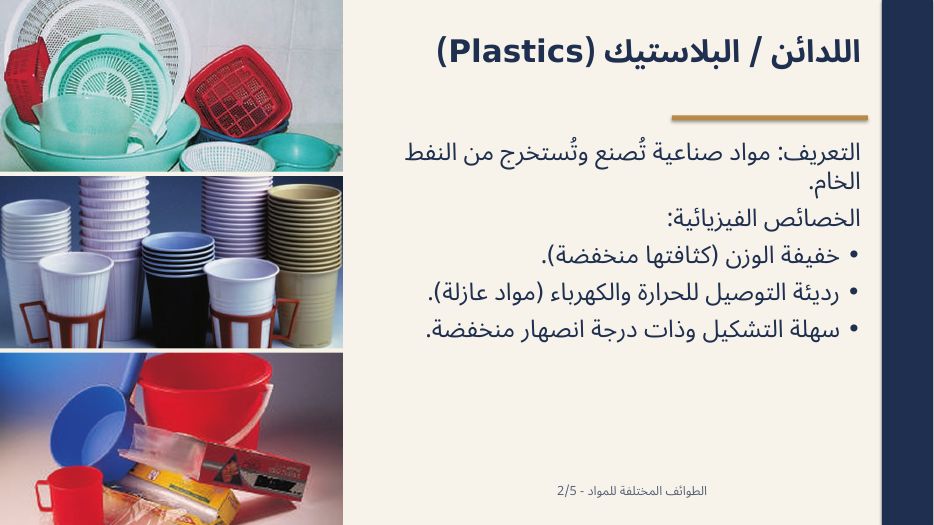 اللدائن / البلاستيك (Plastics)
التعريف: مواد صناعية تُصنع وتُستخرج من النفط
الخام.
الخصائص الفيزيائية:
• خفيفة الوزن (كثافتها منخفضة).
• رديئة التوصيل للحرارة والكهرباء (مواد عازلة).
• سهلة التشكيل وذات درجة انصهار منخفضة.
الطوائف المختلفة للمواد - 2/5